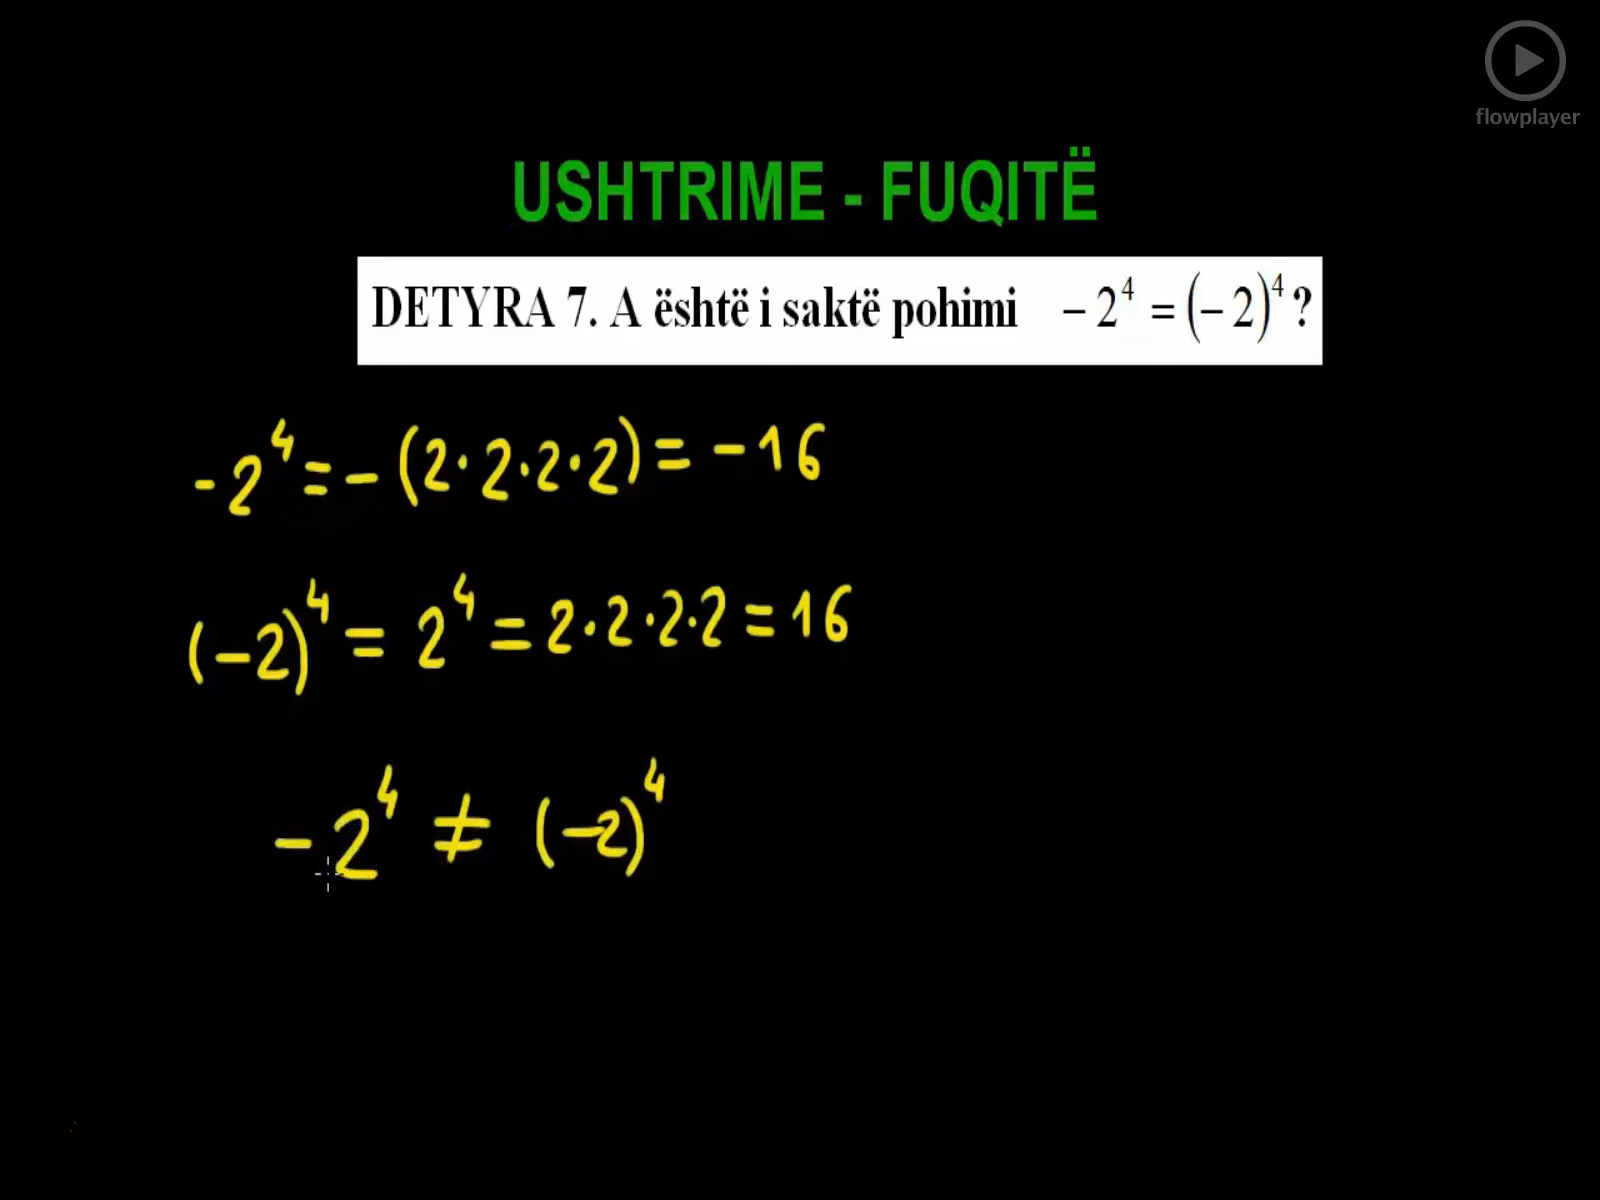 flowplayer
USHTRIME - FUQITË
DETYRA 7. A është i saktë pohimi −2⁴ = (−2)⁴ ?
-2⁴ = -(2·2·2·2) = -16
(-2)⁴ = 2⁴ = 2·2·2·2 = 16
-2⁴ ≠ (-2)⁴